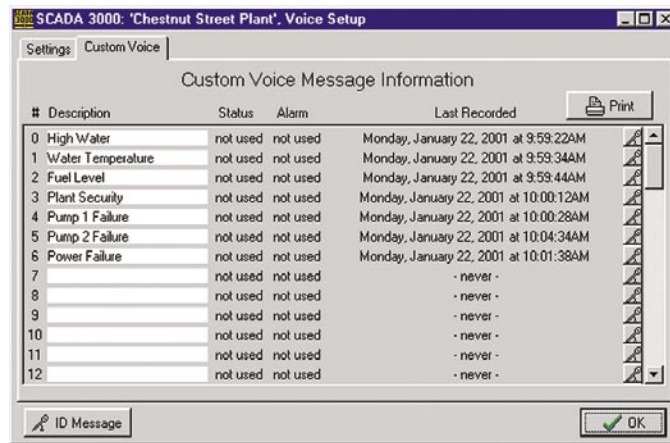 SCADA 3000: 'Chestnut Street Plant', Voice Setup
Settings Custom Voice
Custom Voice Message Information
Print
# Description Status Alarm Last Recorded
0 High Water not used not used Monday, January 22, 2001 at 9:59:22AM
1 Water Temperature not used not used Monday, January 22, 2001 at 9:59:34AM
2 Fuel Level not used not used Monday, January 22, 2001 at 9:59:44AM
3 Plant Security not used not used Monday, January 22, 2001 at 10:00:12AM
4 Pump 1 Failure not used not used Monday, January 22, 2001 at 10:00:28AM
5 Pump 2 Failure not used not used Monday, January 22, 2001 at 10:04:34AM
6 Power Failure not used not used Monday, January 22, 2001 at 10:01:38AM
7 not used not used - never -
8 not used not used - never -
9 not used not used - never -
10 not used not used - never -
11 not used not used - never -
12 not used not used - never -
ID Message OK